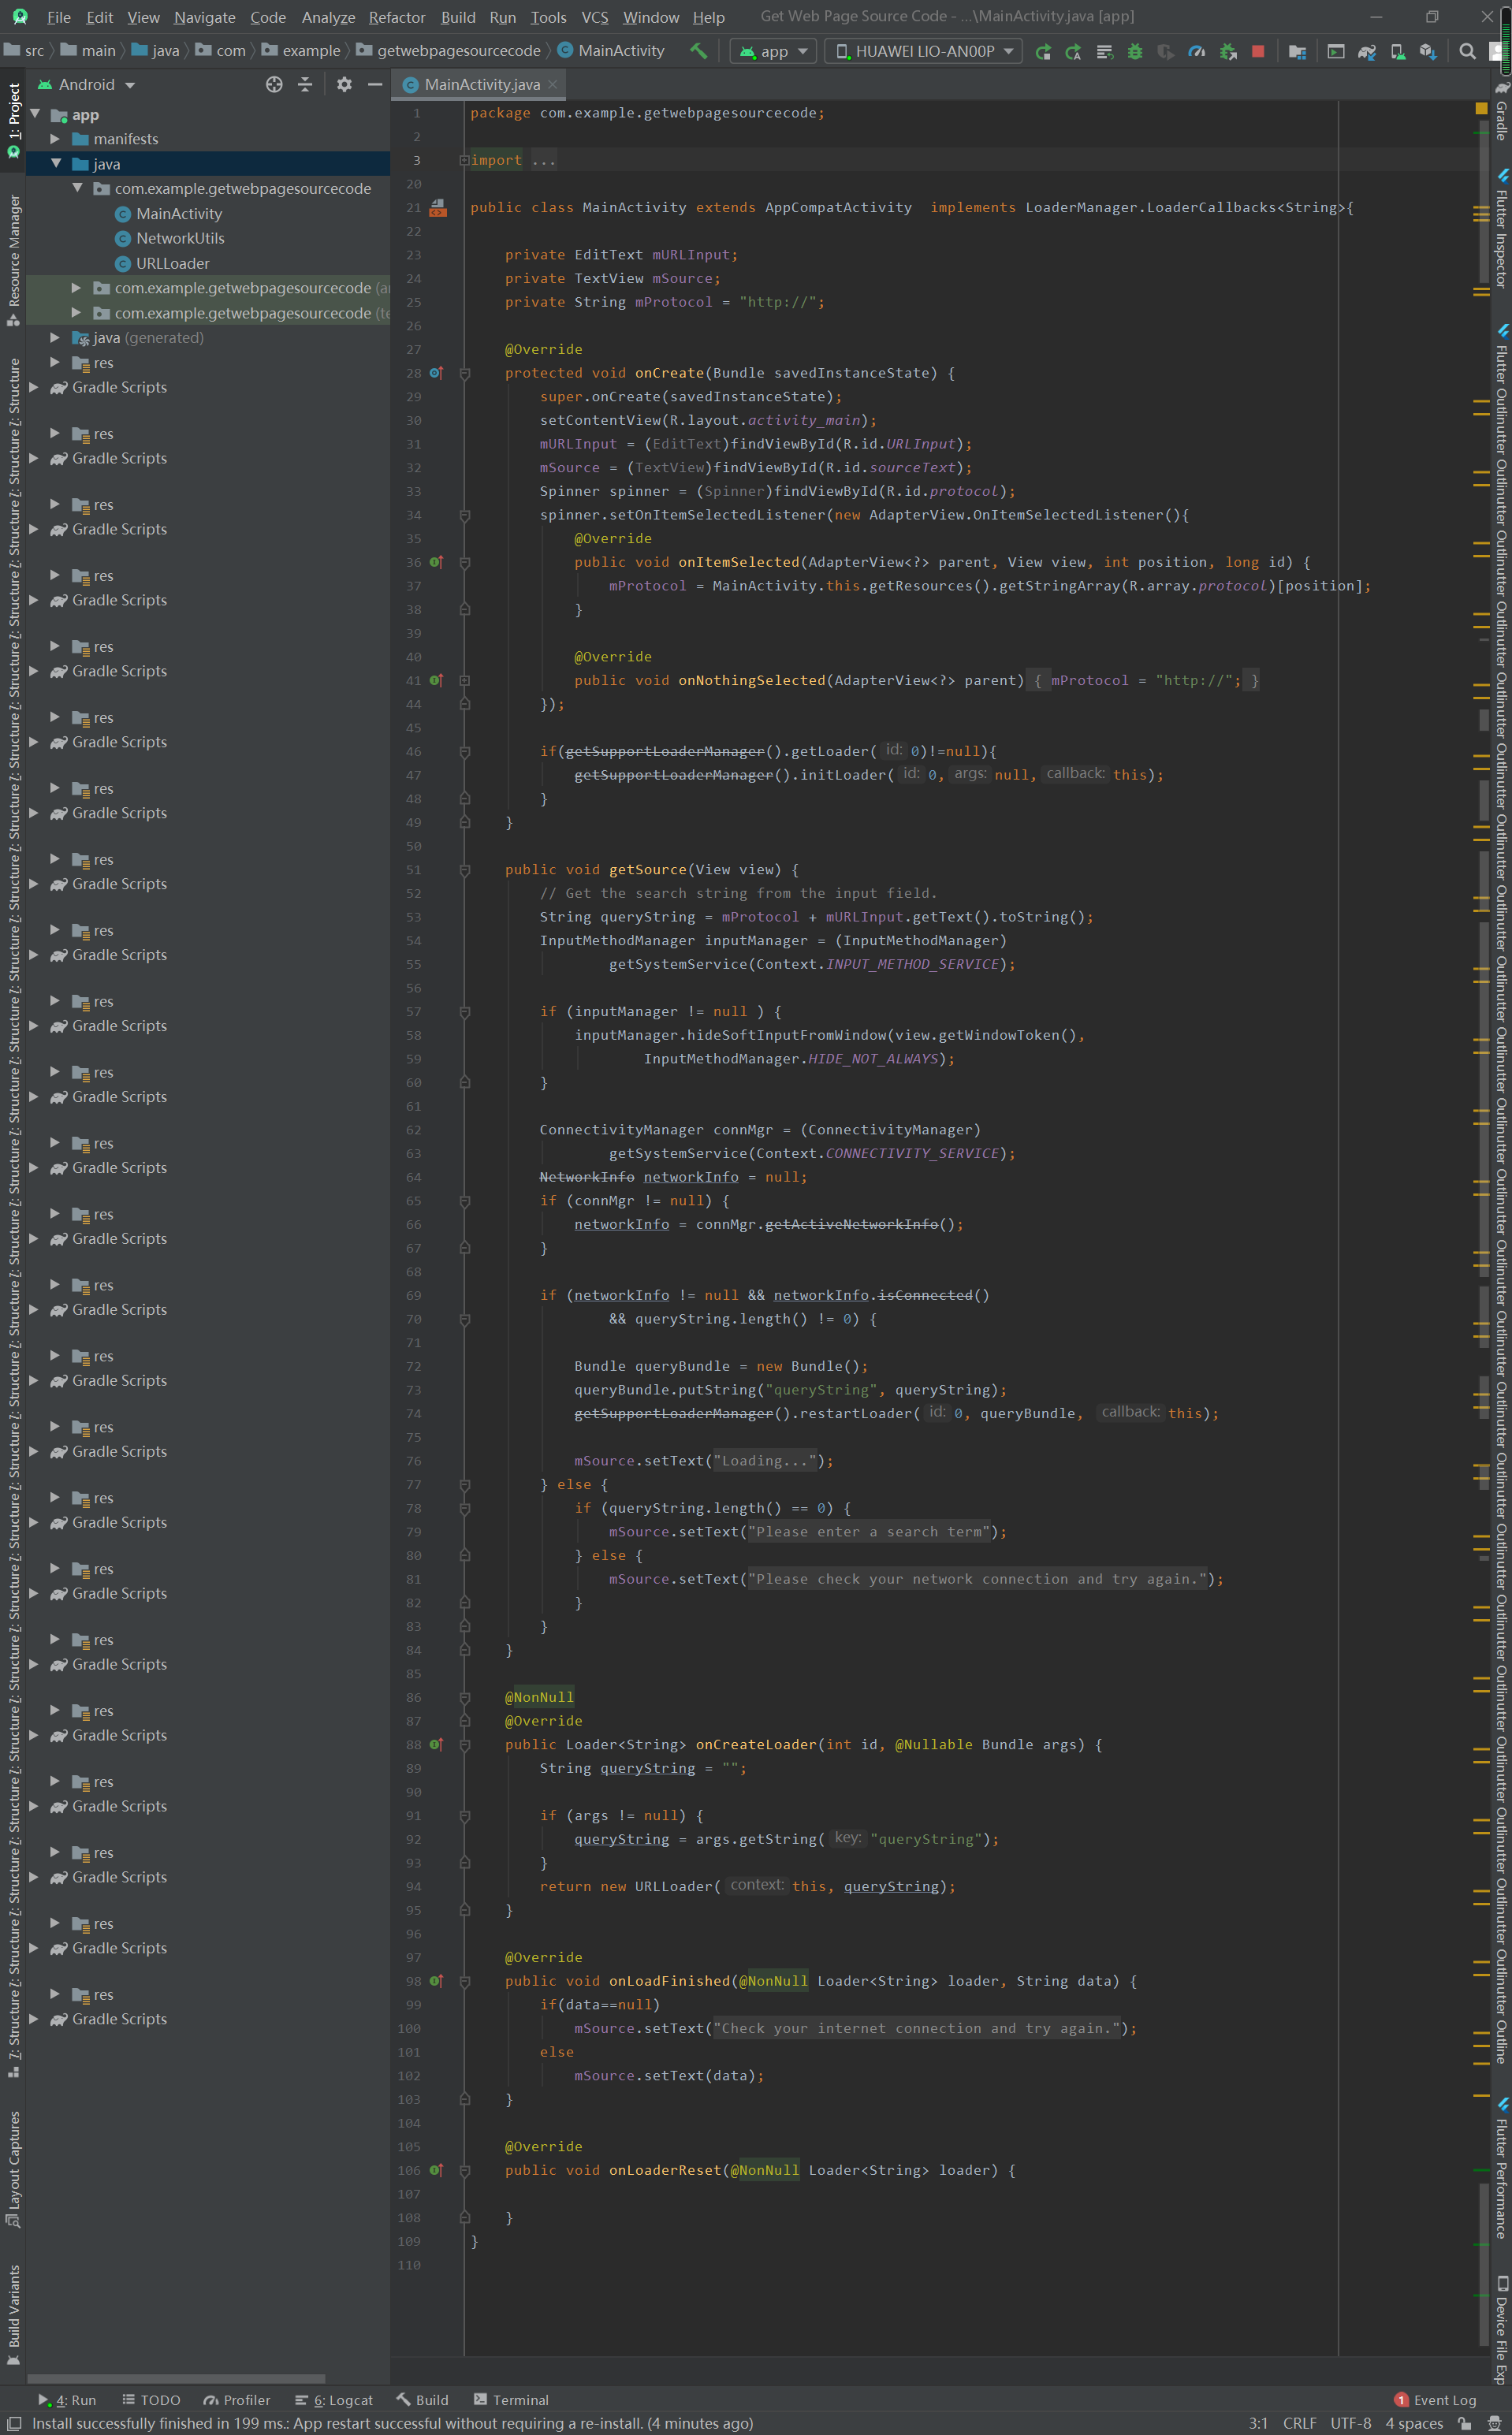 File Edit View Navigate Code Analyze Refactor Build Run Tools VCS Window Help Get Web Page Source Code - ...\MainActivity.java [app]
src main java com example getwebpagesourcecode MainActivity app HUAWEI LIO-AN00P
Android
MainActivity.java
app
manifests
java
com.example.getwebpagesourcecode
MainActivity
NetworkUtils
URLLoader
com.example.getwebpagesourcecode (a
com.example.getwebpagesourcecode (te
java (generated)
res
Gradle Scripts
res
Gradle Scripts
res
Gradle Scripts
res
Gradle Scripts
res
Gradle Scripts
res
Gradle Scripts
res
Gradle Scripts
res
Gradle Scripts
res
Gradle Scripts
res
Gradle Scripts
res
Gradle Scripts
res
Gradle Scripts
res
Gradle Scripts
res
Gradle Scripts
res
Gradle Scripts
res
Gradle Scripts
res
Gradle Scripts
res
Gradle Scripts
res
Gradle Scripts
res
Gradle Scripts
res
Gradle Scripts
res
Gradle Scripts
res
Gradle Scripts
res
Gradle Scripts
1: Project
Resource Manager
7: Structure
Layout Captures
Build Variants
1 package com.example.getwebpagesourcecode;
2
3 import ...
20
21 public class MainActivity extends AppCompatActivity  implements LoaderManager.LoaderCallbacks<String>{
22
23 private EditText mURLInput;
24 private TextView mSource;
25 private String mProtocol = "http://";
26
27 @Override
28 protected void onCreate(Bundle savedInstanceState) {
29 super.onCreate(savedInstanceState);
30 setContentView(R.layout.activity_main);
31 mURLInput = (EditText)findViewById(R.id.URLInput);
32 mSource = (TextView)findViewById(R.id.sourceText);
33 Spinner spinner = (Spinner)findViewById(R.id.protocol);
34 spinner.setOnItemSelectedListener(new AdapterView.OnItemSelectedListener(){
35 @Override
36 public void onItemSelected(AdapterView<?> parent, View view, int position, long id) {
37 mProtocol = MainActivity.this.getResources().getStringArray(R.array.protocol)[position];
38 }
39
40 @Override
41 public void onNothingSelected(AdapterView<?> parent) { mProtocol = "http://"; }
44 });
45
46 if(getSupportLoaderManager().getLoader( id: 0)!=null){
47 getSupportLoaderManager().initLoader( id: 0, args: null, callback: this);
48 }
49 }
50
51 public void getSource(View view) {
52 // Get the search string from the input field.
53 String queryString = mProtocol + mURLInput.getText().toString();
54 InputMethodManager inputManager = (InputMethodManager)
55 getSystemService(Context.INPUT_METHOD_SERVICE);
56
57 if (inputManager != null ) {
58 inputManager.hideSoftInputFromWindow(view.getWindowToken(),
59 InputMethodManager.HIDE_NOT_ALWAYS);
60 }
61
62 ConnectivityManager connMgr = (ConnectivityManager)
63 getSystemService(Context.CONNECTIVITY_SERVICE);
64 NetworkInfo networkInfo = null;
65 if (connMgr != null) {
66 networkInfo = connMgr.getActiveNetworkInfo();
67 }
68
69 if (networkInfo != null && networkInfo.isConnected()
70 && queryString.length() != 0) {
71
72 Bundle queryBundle = new Bundle();
73 queryBundle.putString("queryString", queryString);
74 getSupportLoaderManager().restartLoader( id: 0, queryBundle, callback: this);
75
76 mSource.setText("Loading...");
77 } else {
78 if (queryString.length() == 0) {
79 mSource.setText("Please enter a search term");
80 } else {
81 mSource.setText("Please check your network connection and try again.");
82 }
83 }
84 }
85
86 @NonNull
87 @Override
88 public Loader<String> onCreateLoader(int id, @Nullable Bundle args) {
89 String queryString = "";
90
91 if (args != null) {
92 queryString = args.getString( key: "queryString");
93 }
94 return new URLLoader( context: this, queryString);
95 }
96
97 @Override
98 public void onLoadFinished(@NonNull Loader<String> loader, String data) {
99 if(data==null)
100 mSource.setText("Check your internet connection and try again.");
101 else
102 mSource.setText(data);
103 }
104
105 @Override
106 public void onLoaderReset(@NonNull Loader<String> loader) {
107
108 }
109 }
110
Gradle
Flutter Inspector
Flutter Outline
Flutter Performance
Device File Exp
4: Run TODO Profiler 6: Logcat Build Terminal 1 Event Log
Install successfully finished in 199 ms.: App restart successful without requiring a re-install. (4 minutes ago) 3:1 CRLF UTF-8 4 spaces